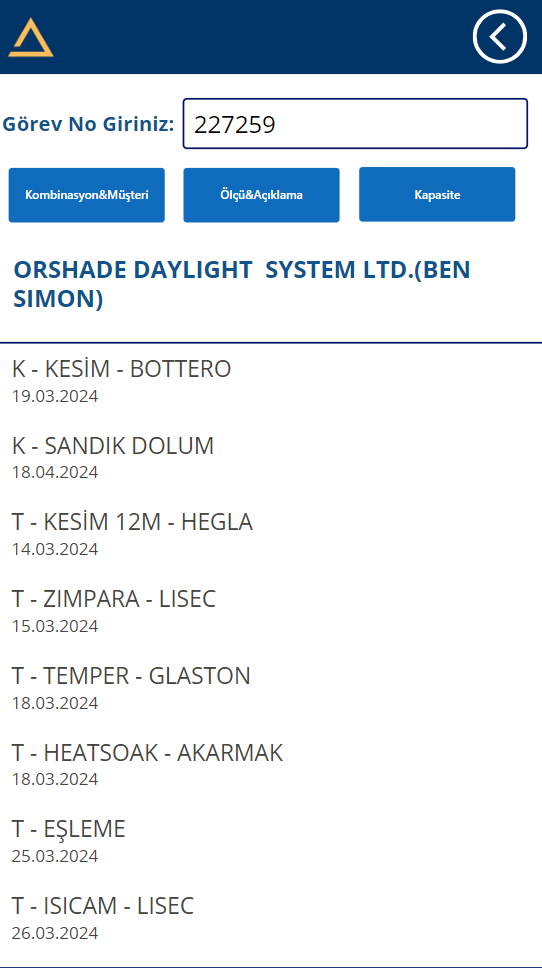 Görev No Giriniz: 227259
Kombinasyon&Müşteri Ölçü&Açıklama Kapasite
ORSHADE DAYLIGHT  SYSTEM LTD.(BEN
SIMON)
K - KESİM - BOTTERO
19.03.2024
K - SANDIK DOLUM
18.04.2024
T - KESİM 12M - HEGLA
14.03.2024
T - ZIMPARA - LISEC
15.03.2024
T - TEMPER - GLASTON
18.03.2024
T - HEATSOAK - AKARMAK
18.03.2024
T - EŞLEME
25.03.2024
T - ISICAM - LISEC
26.03.2024